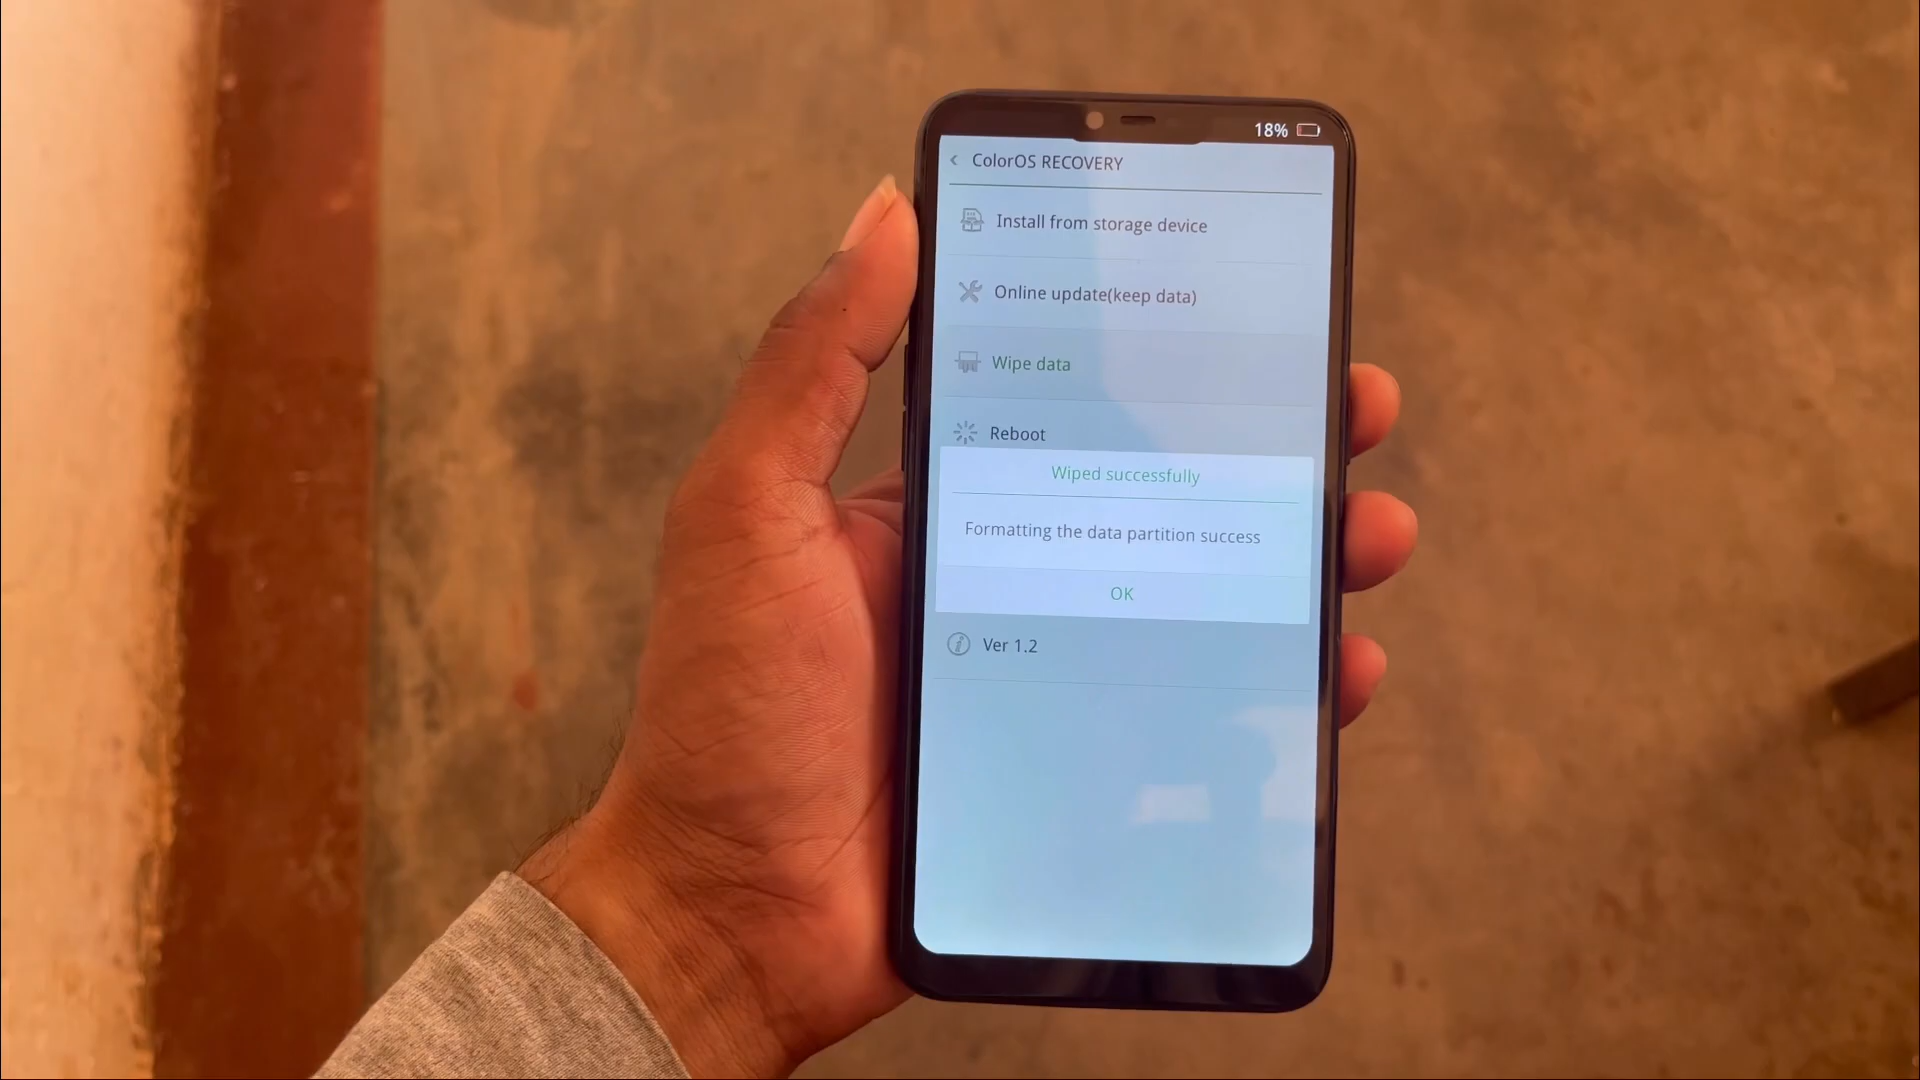 18%
ColorOS RECOVERY
Install from storage device
Online update(keep data)
Wipe data
Reboot
Wiped successfully
Formatting the data partition success
OK
Ver 1.2